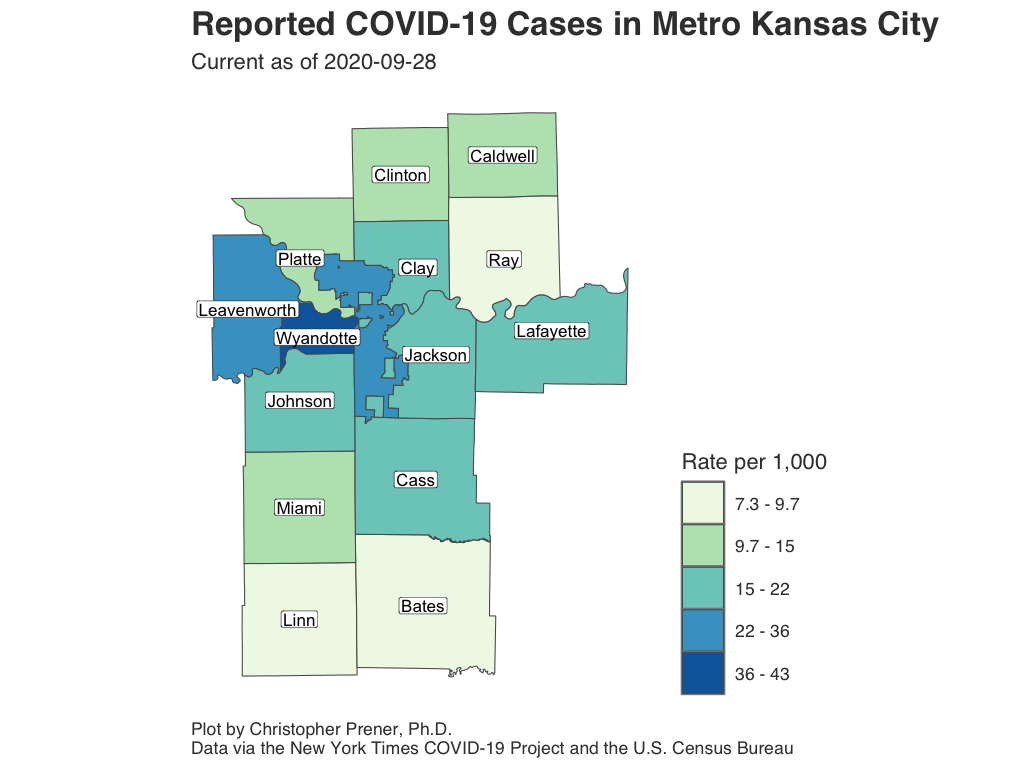 Reported COVID-19 Cases in Metro Kansas City
Current as of 2020-09-28
Caldwell
Clinton
Platte
Clay
Ray
Leavenworth
Wyandotte
Lafayette
Jackson
Johnson
Cass
Miami
Bates
Linn
Rate per 1,000
7.3 - 9.7
9.7 - 15
15 - 22
22 - 36
36 - 43
Plot by Christopher Prener, Ph.D.
Data via the New York Times COVID-19 Project and the U.S. Census Bureau